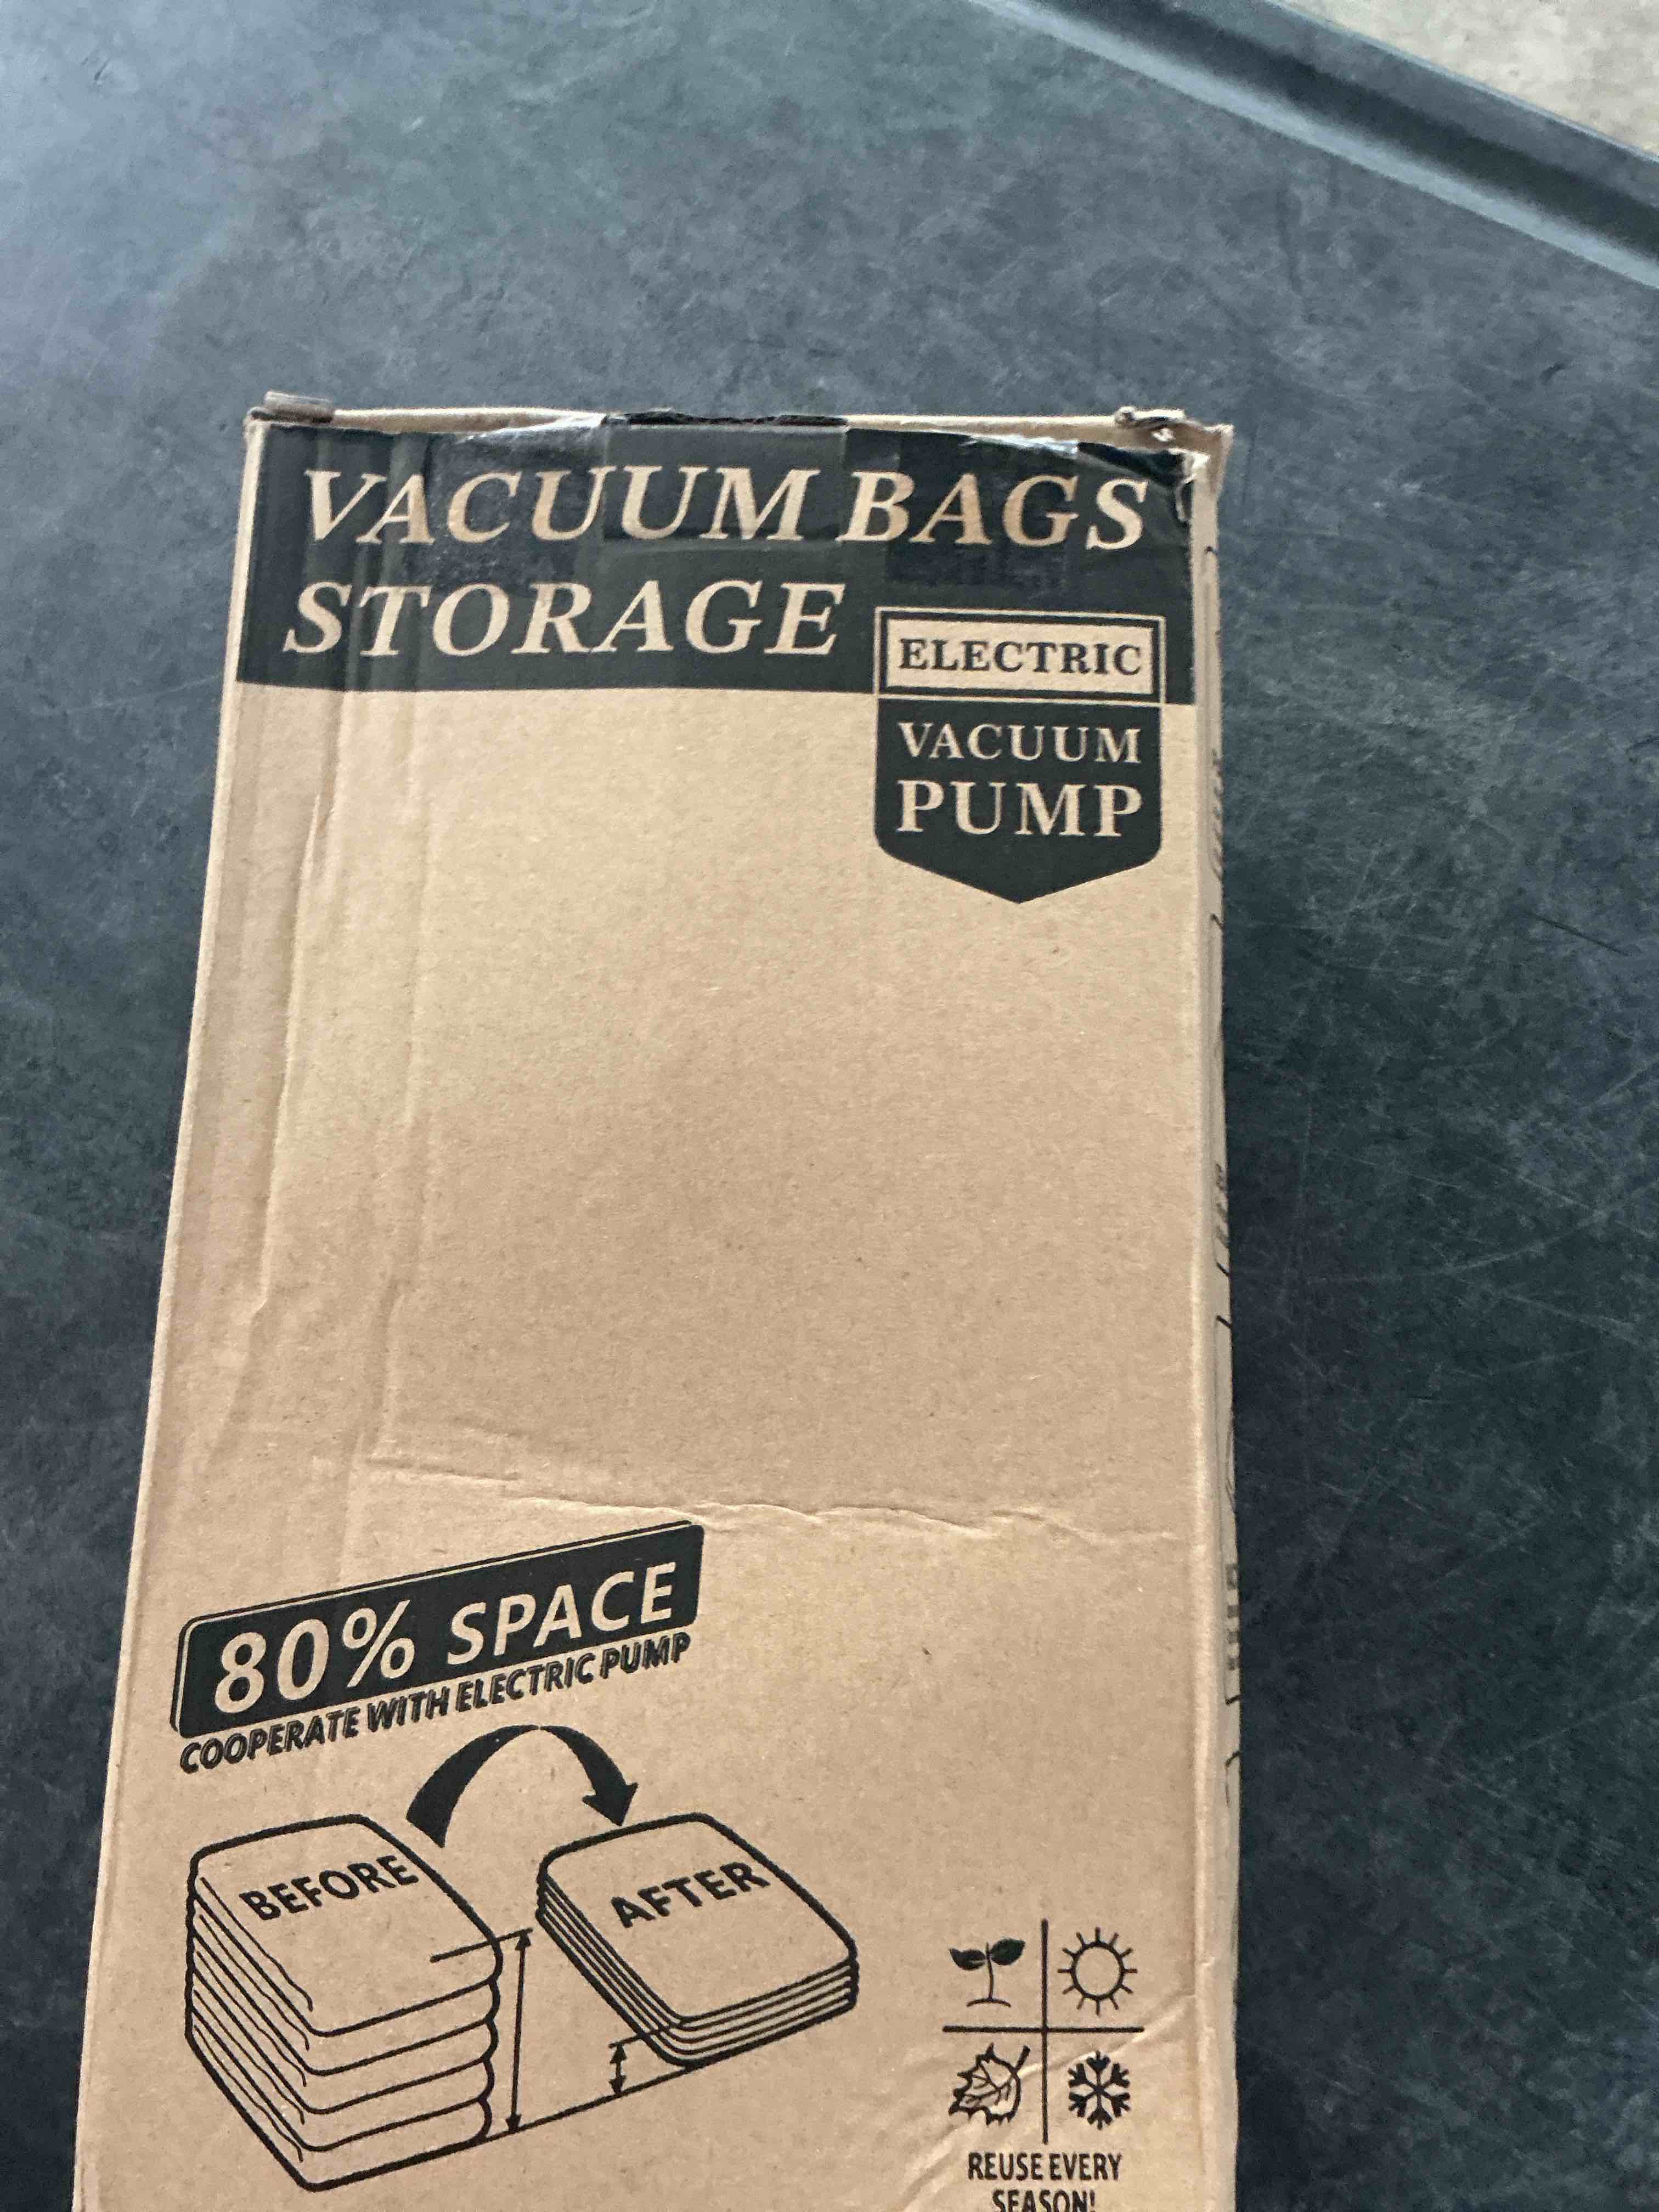 VACUUM BAGS
STORAGE
ELECTRIC
VACUUM
PUMP
80% SPACE
COOPERATE WITH ELECTRIC PUMP
BEFORE
AFTER
REUSE EVERY
SEASON!